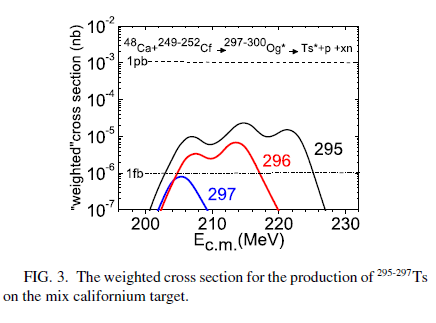 10⁻²
⁴⁸Ca+²⁴⁹⁻²⁵²Cf →²⁹⁷⁻³⁰⁰Og* → Ts*+p +xn
10⁻³
1pb
10⁻⁴
10⁻⁵
295
296
10⁻⁶
1fb
297
10⁻⁷
"weighted"cross section (nb)
200 210 220 230
Ec.m.(MeV)
FIG. 3. The weighted cross section for the production of ²⁹⁵⁻²⁹⁷Ts
on the mix californium target.